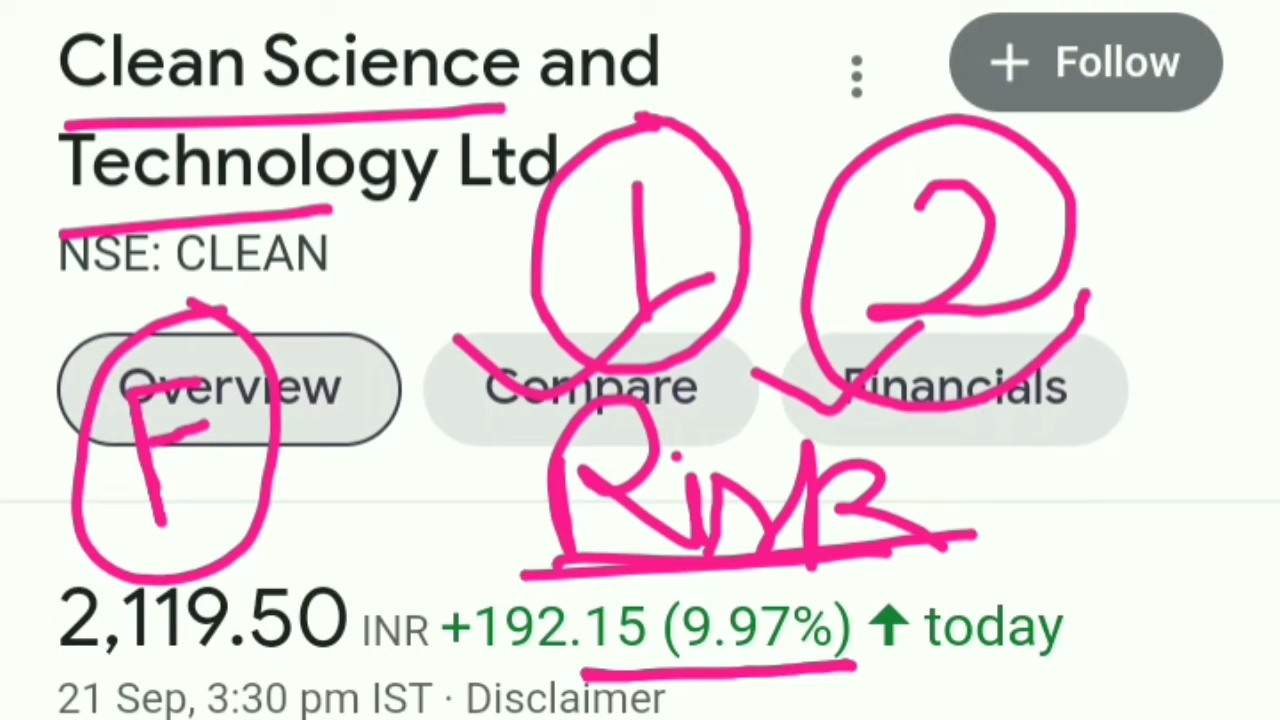 Clean Science and
Technology Ltd
+ Follow
NSE: CLEAN
1 2
Overview Compare Financials
F
Risk
2,119.50 INR +192.15 (9.97%) ↑ today
21 Sep, 3:30 pm IST · Disclaimer